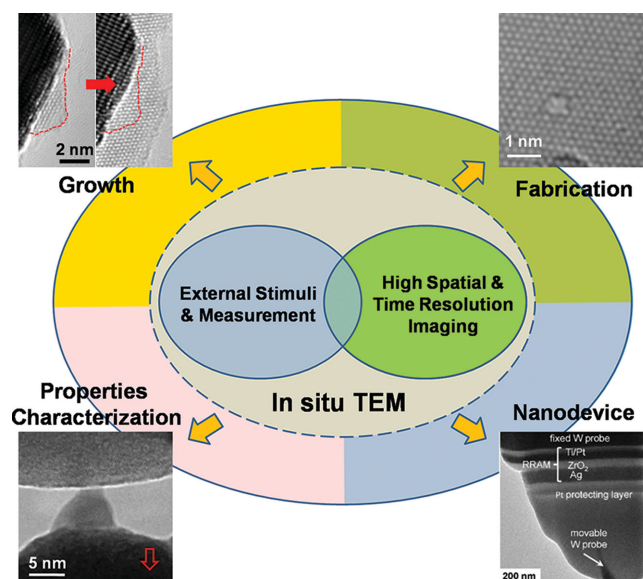 2 nm
1 nm
Growth
Fabrication
External Stimuli
& Measurement
High Spatial &
Time Resolution
Imaging
In situ TEM
Properties
Characterization
Nanodevice
5 nm
fixed W probe
RRAM
Ti/Pt
ZrO₂
Ag
Pt protecting layer
movable
W probe
200 nm